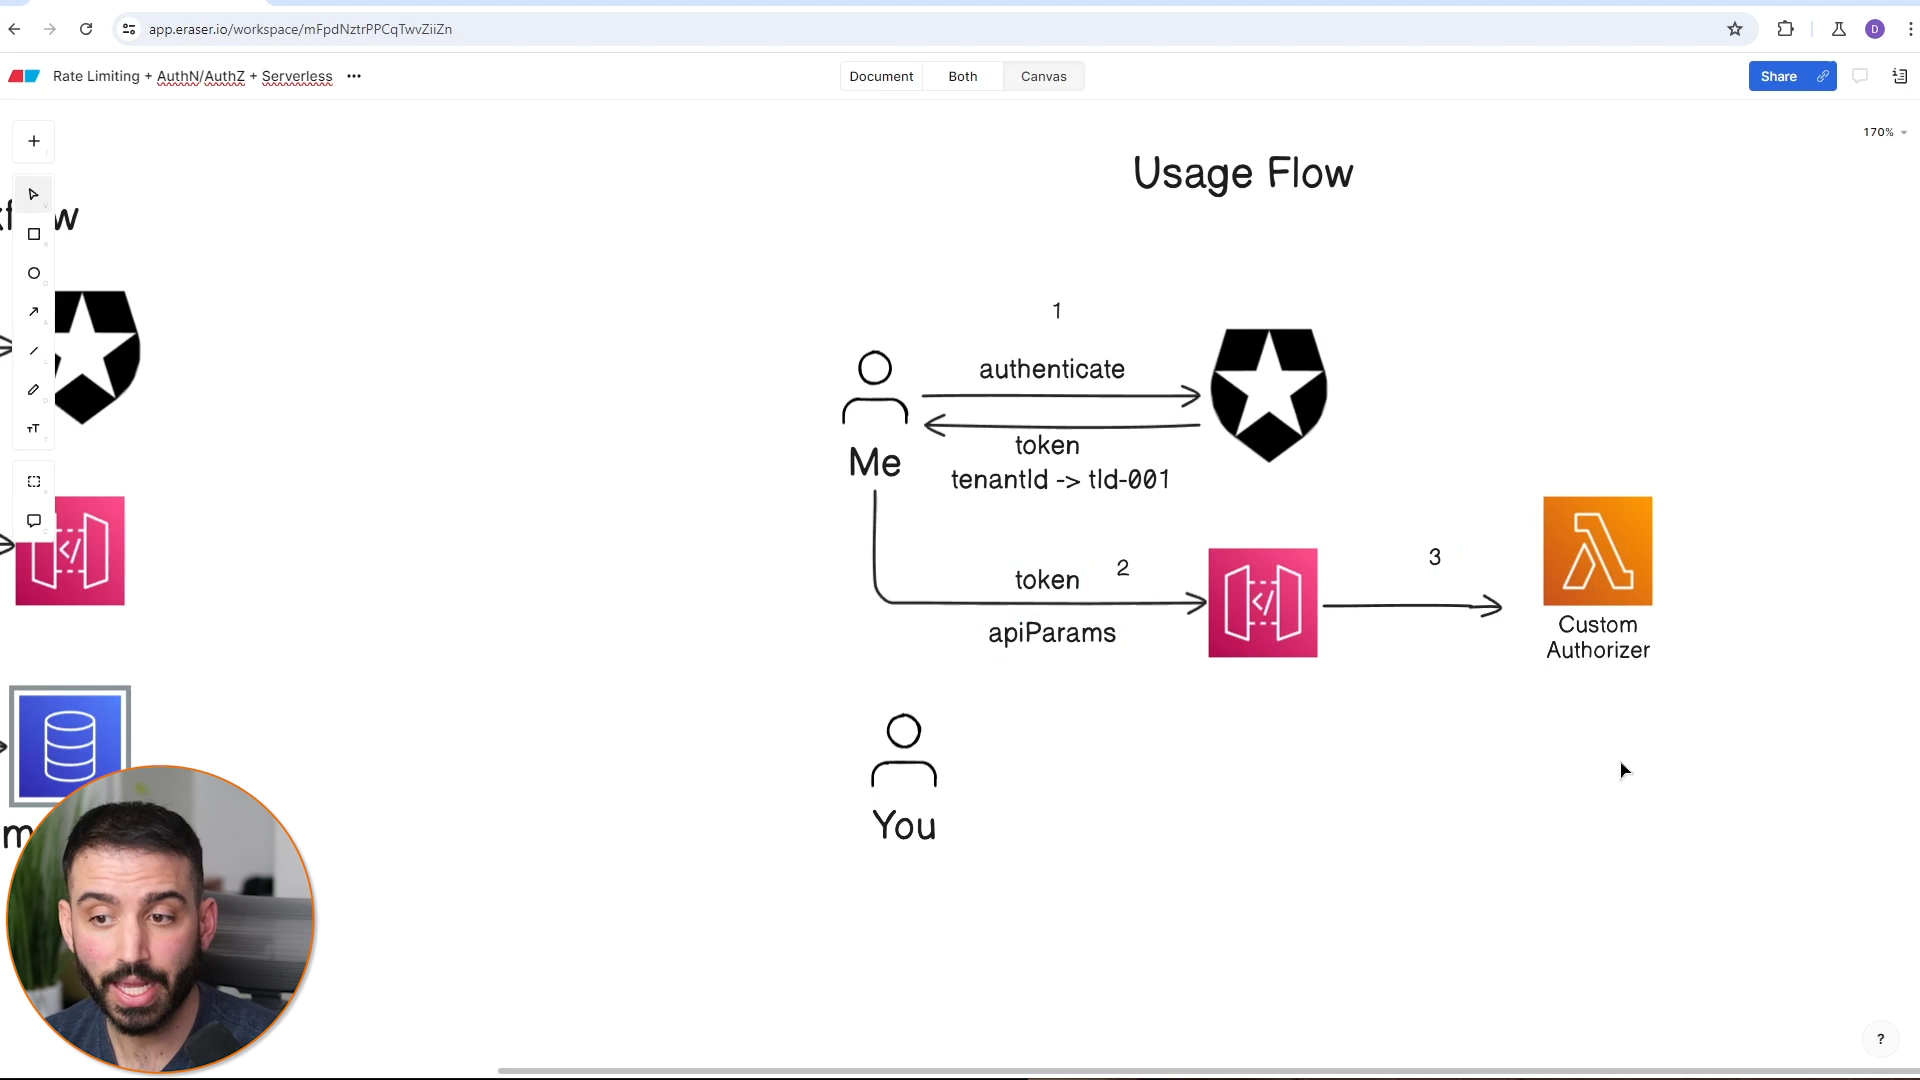 app.eraser.io/workspace/mFpdNztrPPCqTwvZiiZn
D
Rate Limiting + AuthN/AuthZ + Serverless
Document
Both
Canvas
Share
170%
Usage Flow
w
1
authenticate
token
tenantId -> tId-001
Me
token
2
apiParams
3
Custom
Authorizer
You
m
?